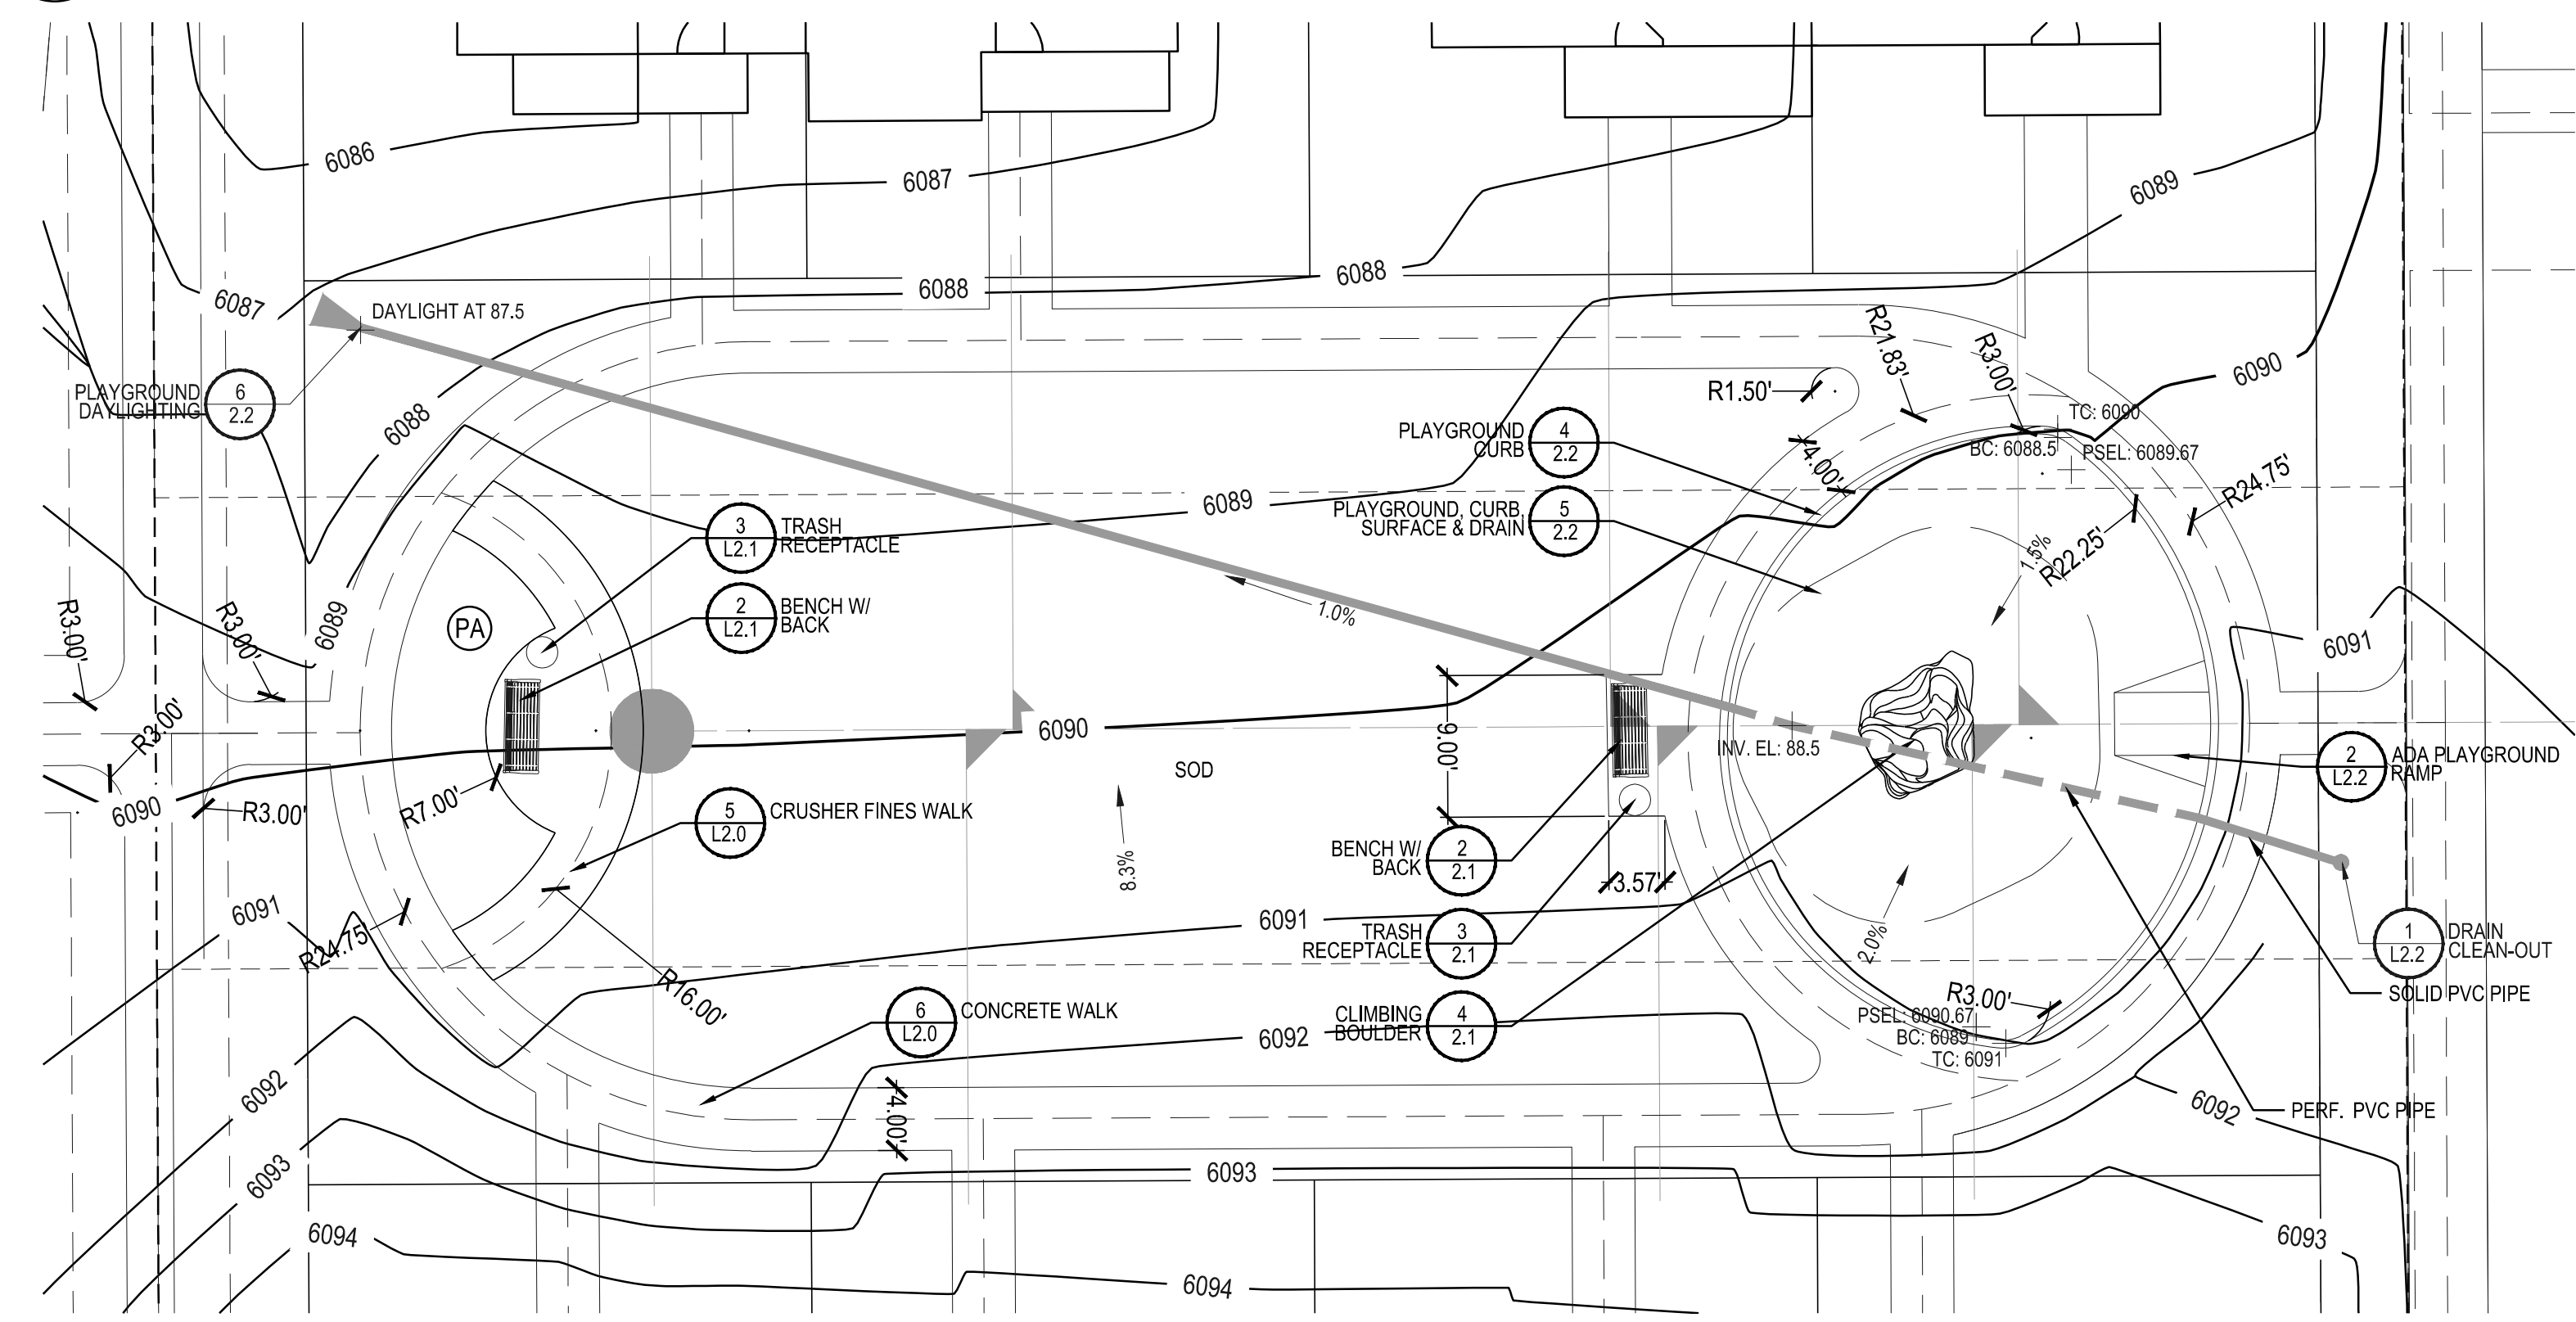 6086
6087
6089
6088
6088
6087
DAYLIGHT AT 87.5
6090
R21.83'
R3.00'
PLAYGROUND
DAYLIGHTING
6
2.2
R1.50'
6088
TC: 6090
PLAYGROUND
CURB
4
2.2
BC: 6088.5
PSEL: 6089.67
4.00'
R24.75'
6089
3
L2.1
TRASH
RECEPTACLE
PLAYGROUND, CURB,
SURFACE & DRAIN
5
2.2
1.5%
R22.25'
2
L2.1
BENCH W/
BACK
1.0%
R3.00'
R3.00'
6089
PA
6091
R3.00'
6090
9.00'
INV. EL: 88.5
SOD
2
L2.2
ADA PLAYGROUND
RAMP
6090
R3.00'
R7.00'
5
L2.0
CRUSHER FINES WALK
8.3%
BENCH W/
BACK
2
2.1
3.57'
6091
R24.75'
6091
TRASH
RECEPTACLE
3
2.1
2.0%
1
L2.2
DRAIN
CLEAN-OUT
R16.00'
SOLID PVC PIPE
R3.00'
6
L2.0
CONCRETE WALK
6092
CLIMBING
BOULDER
4
2.1
PSEL: 6090.67
BC: 6089
TC: 6091
6092
4.00'
6092
PERF. PVC PIPE
6093
6093
6094
6093
6094